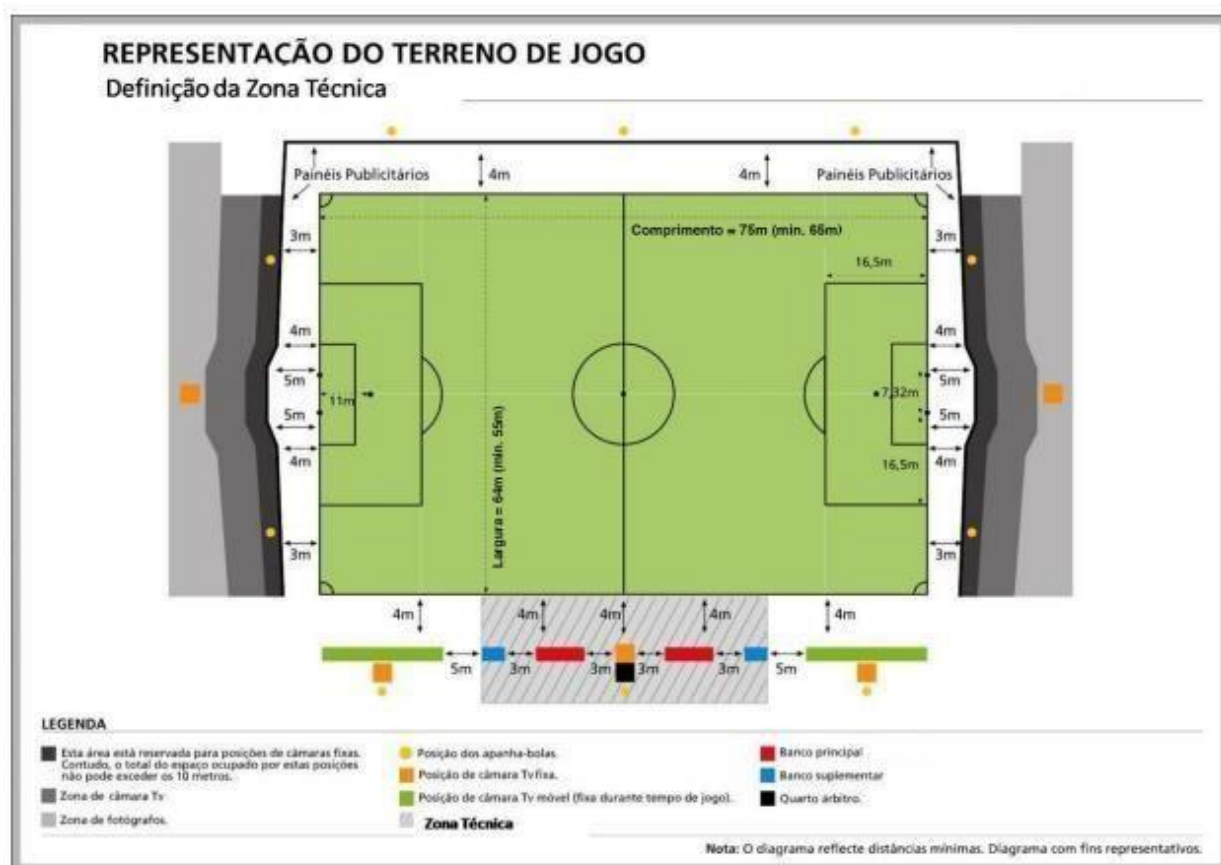 REPRESENTAÇÃO DO TERRENO DE JOGO
Definição da Zona Técnica
Painéis Publicitários
4m
4m
Painéis Publicitários
Comprimento = 75m (min. 65m)
3m
3m
16,5m
4m
4m
5m
5m
11m
7,32m
5m
5m
4m
16,5m
4m
Largura = 64m (min. 55m)
3m
3m
4m
4m
4m
4m
4m
5m
3m
3m
3m
3m
5m
LEGENDA
Esta área está reservada para posições de câmaras fixas.
Contudo, o total do espaço ocupado por estas posições
não pode exceder os 10 metros.
Zona de câmara Tv
Zona de fotógrafos.
Posição dos apanha-bolas.
Posição de câmara Tv fixa.
Posição de câmara Tv móvel (fixa durante tempo de jogo).
Zona Técnica
Banco principal
Banco suplementar
Quarto árbitro.
Nota: O diagrama reflecte distâncias mínimas. Diagrama com fins representativos.